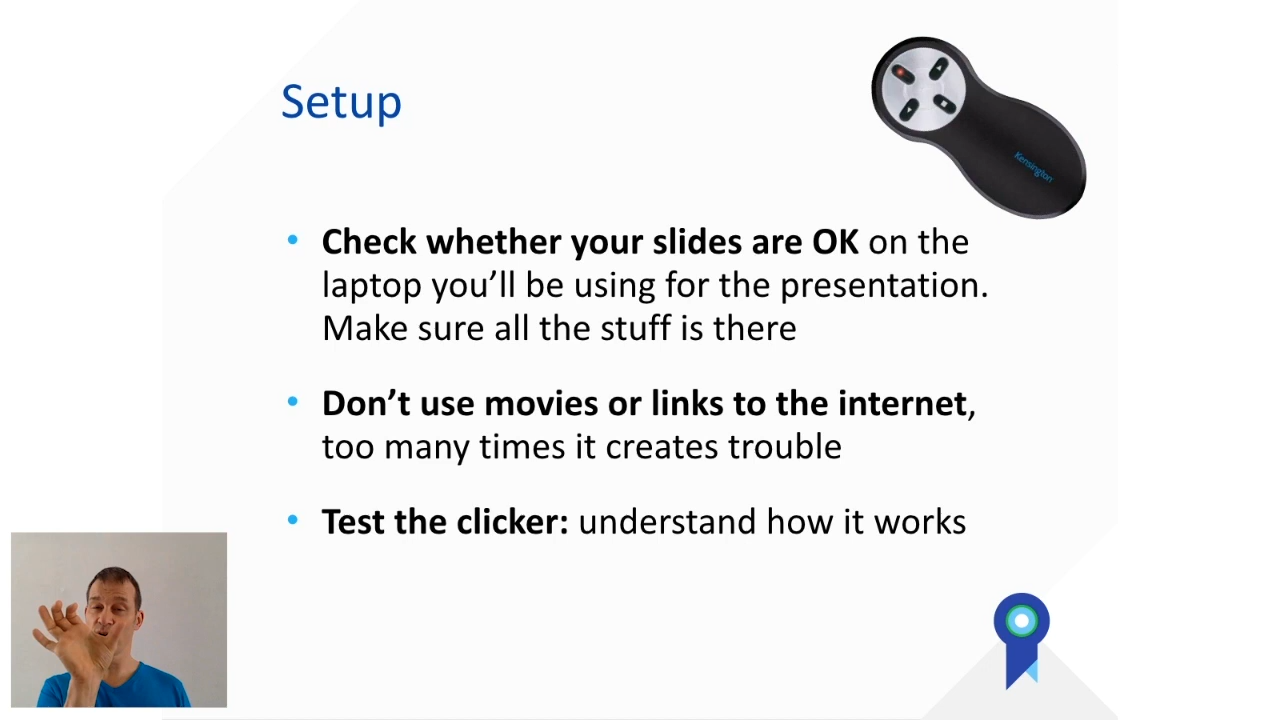 Setup
Kensington
• Check whether your slides are OK on the
laptop you’ll be using for the presentation.
Make sure all the stuff is there
• Don’t use movies or links to the internet,
too many times it creates trouble
• Test the clicker: understand how it works